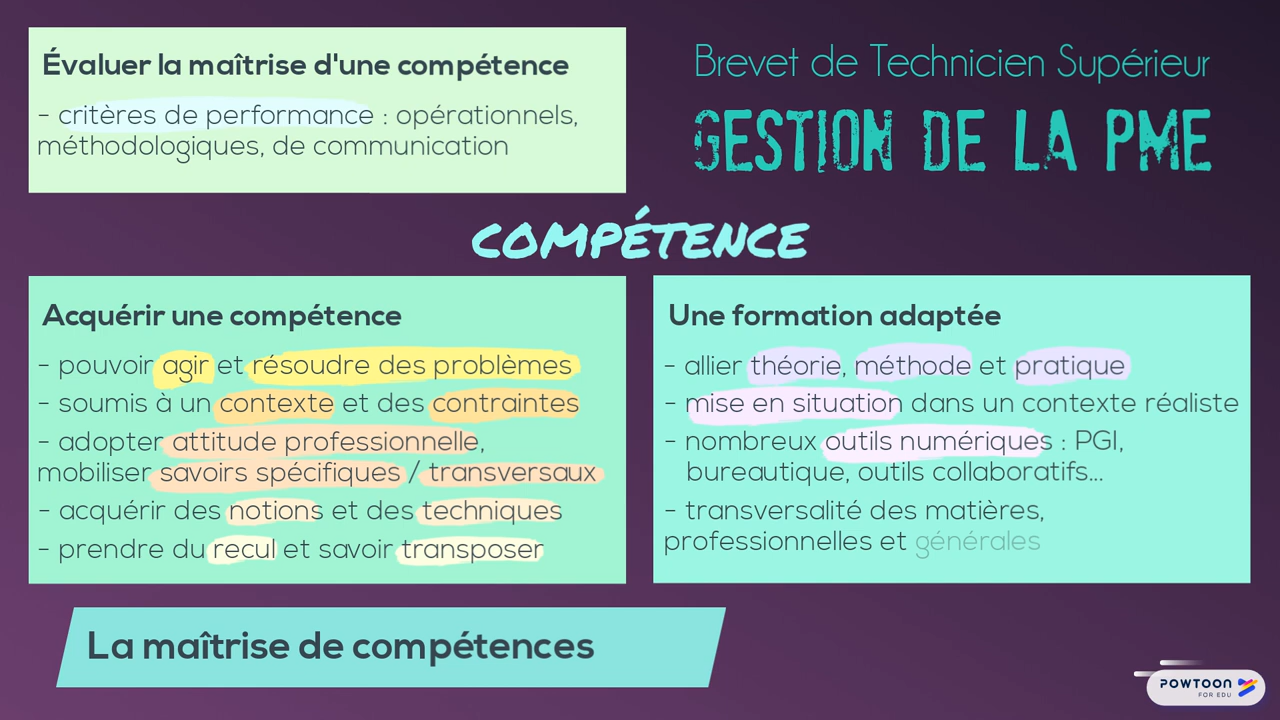 Évaluer la maîtrise d'une compétence
- critères de performance : opérationnels,
méthodologiques, de communication
Brevet de Technicien Supérieur
GESTION DE LA PME
COMPÉTENCE
Acquérir une compétence
- pouvoir agir et résoudre des problèmes
- soumis à un contexte et des contraintes
- adopter attitude professionnelle,
mobiliser savoirs spécifiques / transversaux
- acquérir des notions et des techniques
- prendre du recul et savoir transposer
Une formation adaptée
- allier théorie, méthode et pratique
- mise en situation dans un contexte réaliste
- nombreux outils numériques : PGI,
bureautique, outils collaboratifs...
- transversalité des matières,
professionnelles et générales
La maîtrise de compétences
POWTOON
FOR EDU